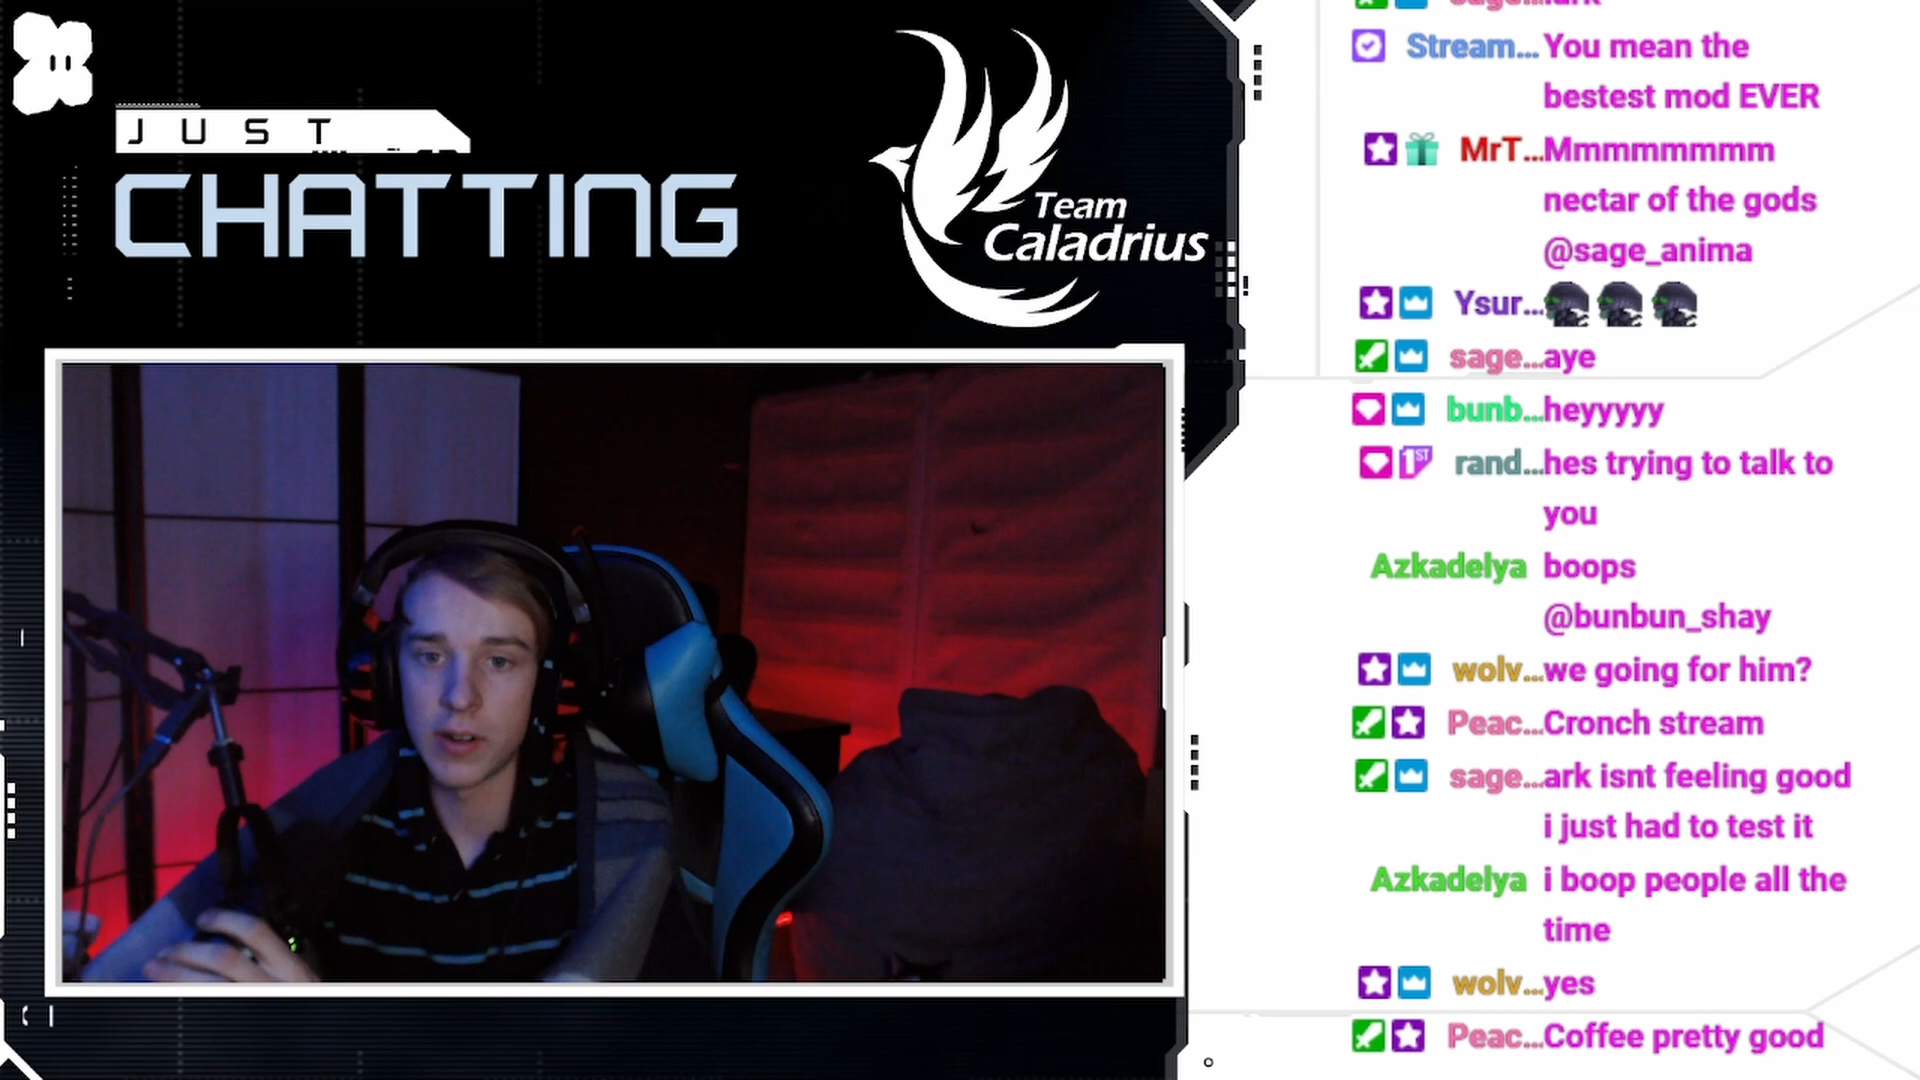 JUST
CHATTING
Team
Caladrius
Stream... You mean the
bestest mod EVER
MrT... Mmmmmmmm
nectar of the gods
@sage_anima
Ysur...
sage... aye
bunb... heyyyyy
1ST rand... hes trying to talk to
you
Azkadelya boops
@bunbun_shay
wolv... we going for him?
Peac... Cronch stream
sage... ark isnt feeling good
i just had to test it
Azkadelya i boop people all the
time
wolv... yes
Peac... Coffee pretty good